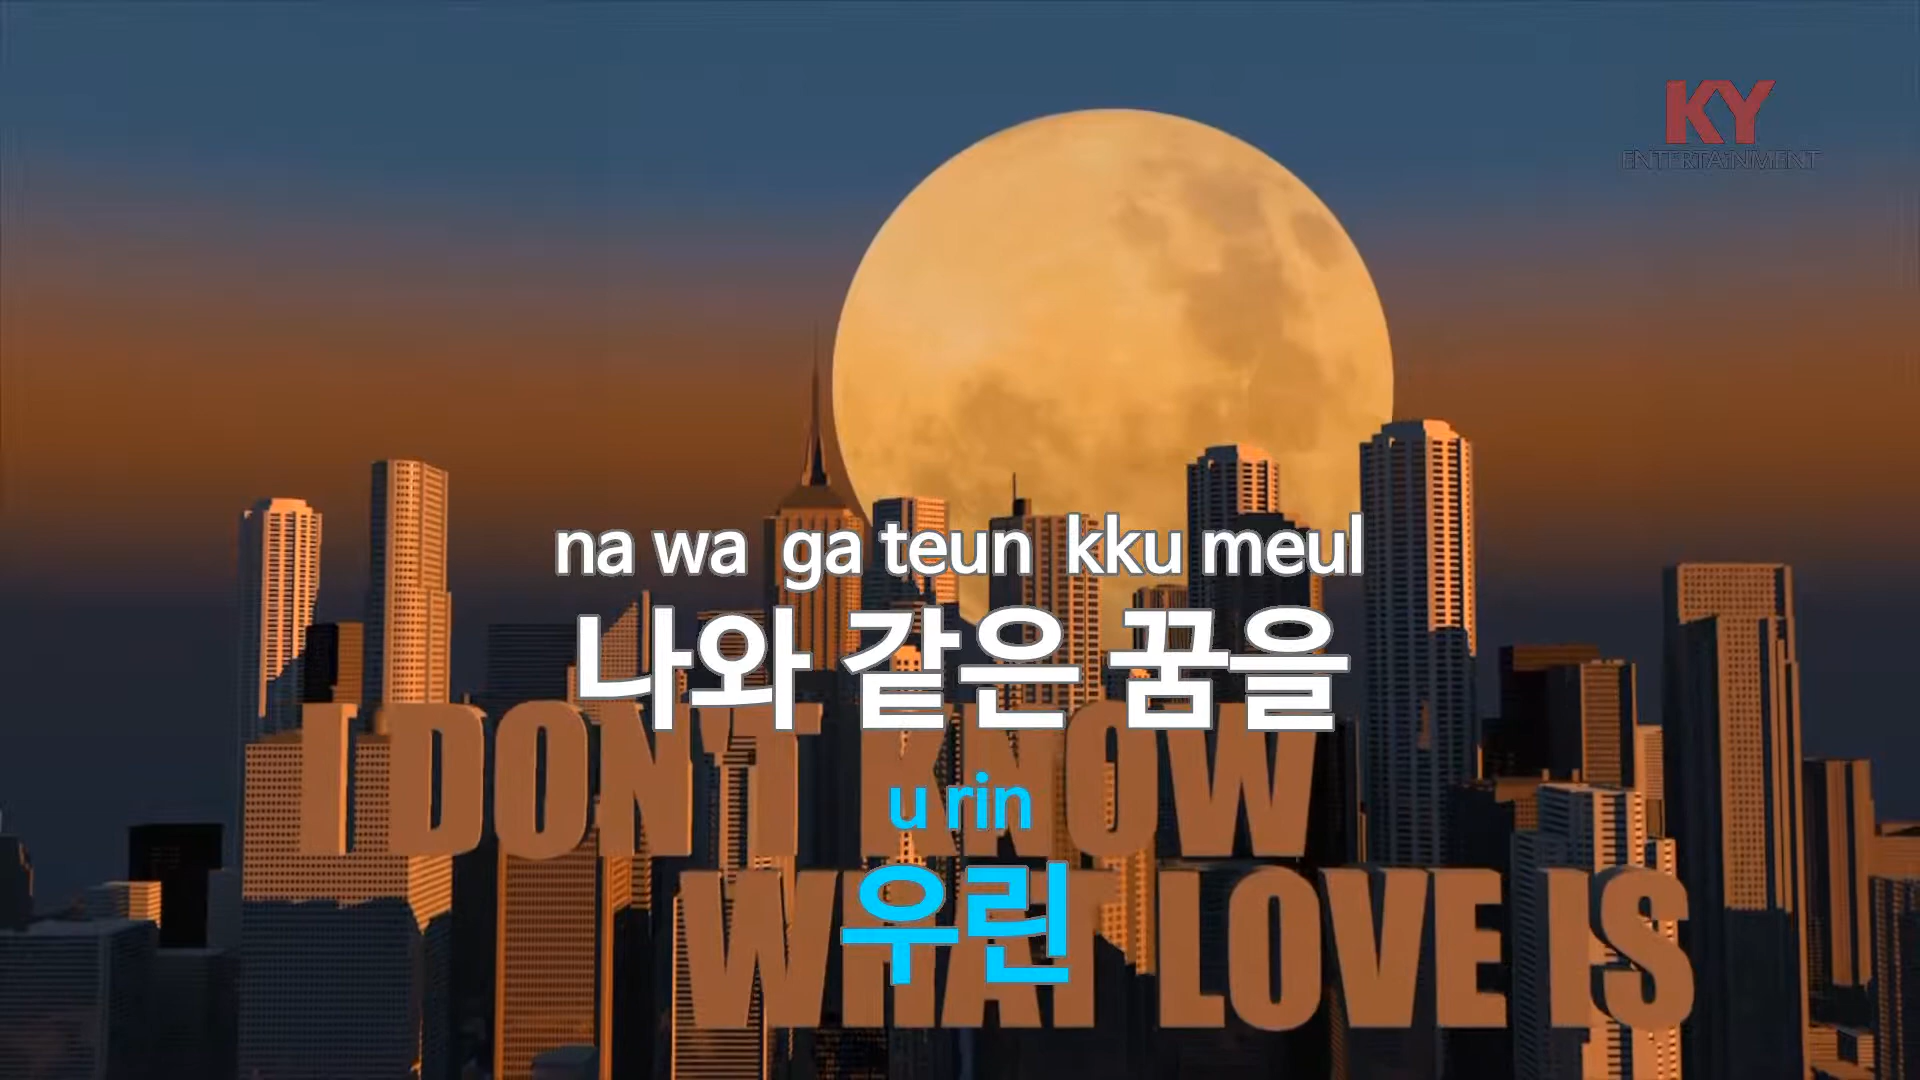 KY
ENTERTAINMENT
na wa ga teun kku meul
나와 같은 꿈을
I DON'T KNOW
u rin
우린
WHAT LOVE IS